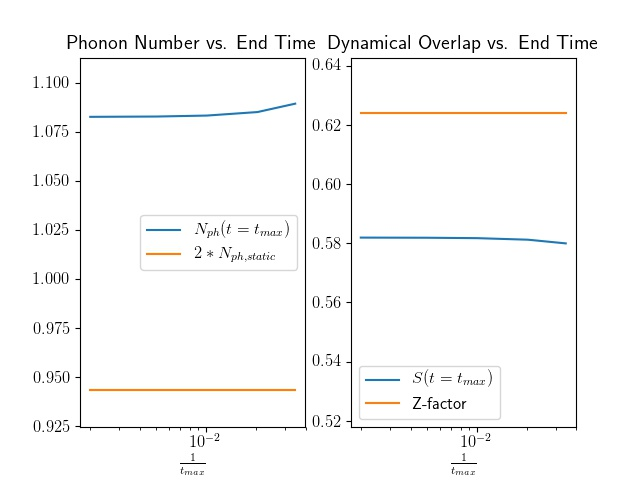 Phonon Number vs. End Time
1.100
1.075
1.050
1.025
1.000
0.975
0.950
0.925
N_{ph}(t = t_{max})
2 * N_{ph,static}
10^{-2}
\frac{1}{t_{max}}
Dynamical Overlap vs. End Time
0.64
0.62
0.60
0.58
0.56
0.54
0.52
S(t = t_{max})
Z-factor
10^{-2}
\frac{1}{t_{max}}